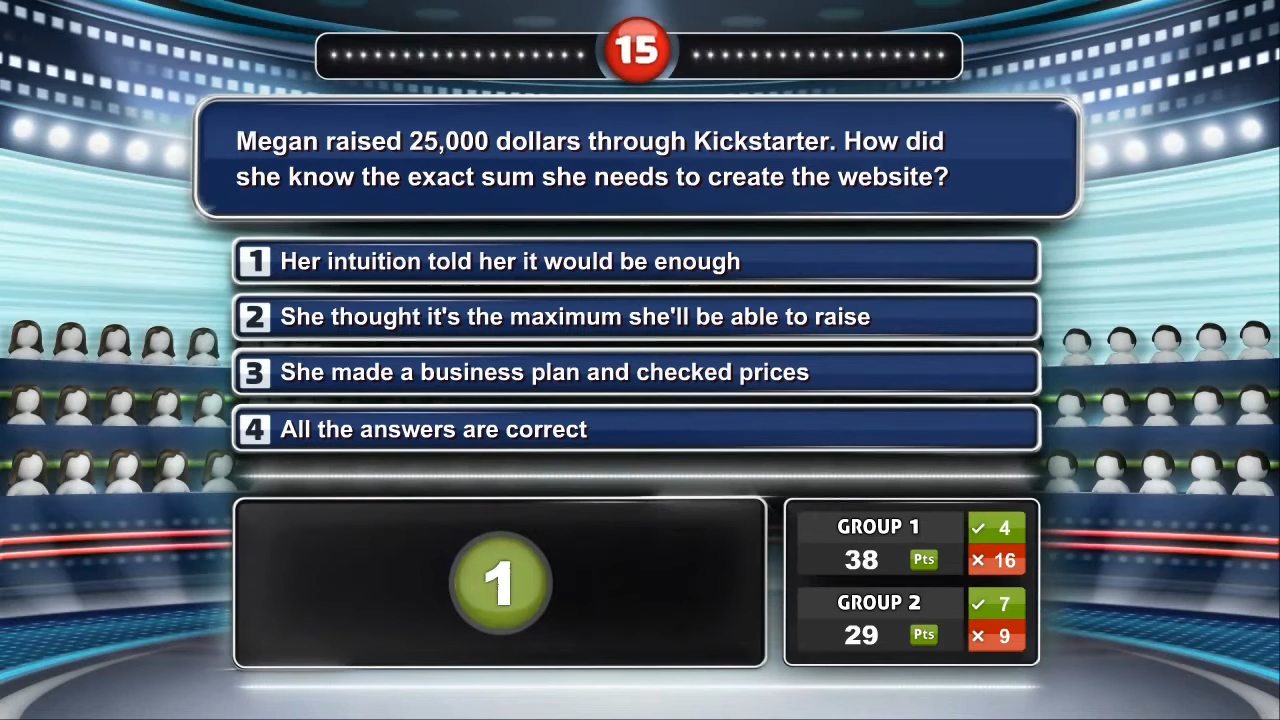 15
Megan raised 25,000 dollars through Kickstarter. How did
she know the exact sum she needs to create the website?
1 Her intuition told her it would be enough
2 She thought it's the maximum she'll be able to raise
3 She made a business plan and checked prices
4 All the answers are correct
1
GROUP 1
38 Pts
✓ 4
✕ 16
GROUP 2
29 Pts
✓ 7
✕ 9